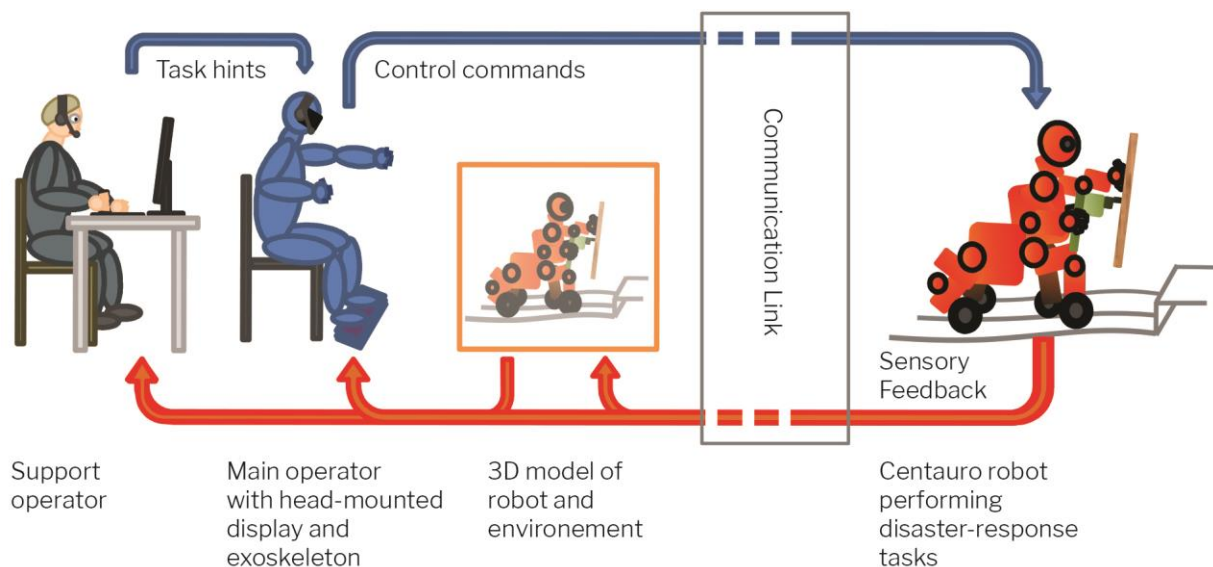 Task hints
Control commands
Communication Link
Sensory
Feedback
Support
operator
Main operator
with head-mounted
display and
exoskeleton
3D model of
robot and
environement
Centauro robot
performing
disaster-response
tasks